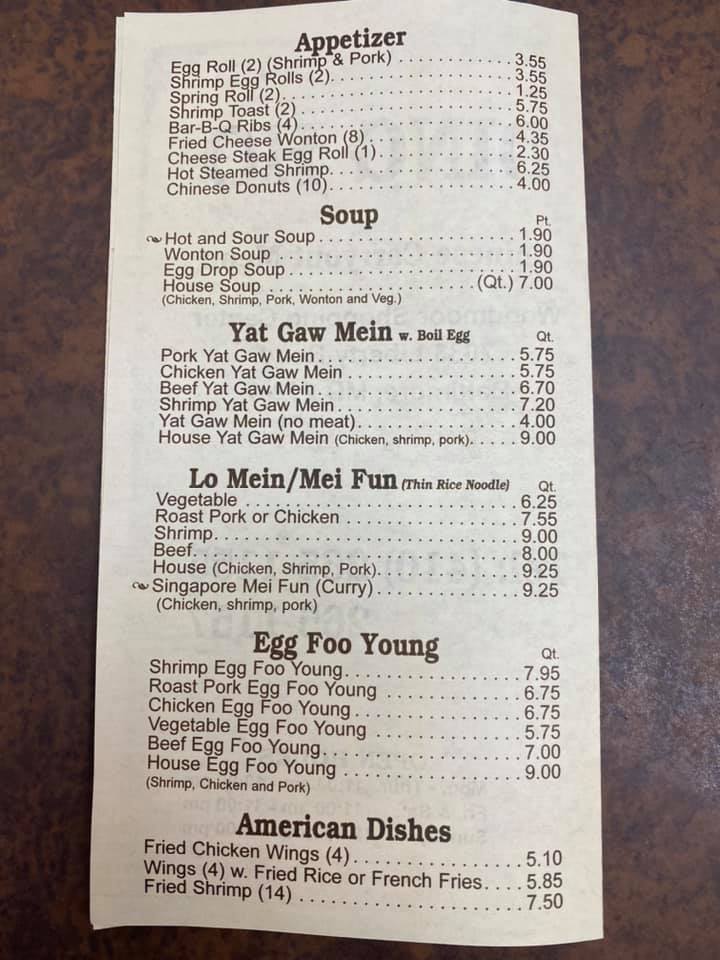 Appetizer
Egg Roll (2) (Shrimp & Pork) . . . . . . . . . . . . 3.55
Shrimp Egg Rolls (2). . . . . . . . . . . . . . . . . . . . 3.55
Spring Roll (2). . . . . . . . . . . . . . . . . . . . . . . . . 1.25
Shrimp Toast (2) . . . . . . . . . . . . . . . . . . . . . . . 5.75
Bar-B-Q Ribs (4). . . . . . . . . . . . . . . . . . . . . . . 6.00
Fried Cheese Wonton (8) . . . . . . . . . . . . . . . . 4.35
Cheese Steak Egg Roll (1). . . . . . . . . . . . . . . 2.30
Hot Steamed Shrimp. . . . . . . . . . . . . . . . . . . . 6.25
Chinese Donuts (10). . . . . . . . . . . . . . . . . . . . 4.00
Soup
Pt.
Hot and Sour Soup . . . . . . . . . . . . . . . . . . . . . 1.90
Wonton Soup . . . . . . . . . . . . . . . . . . . . . . . . . 1.90
Egg Drop Soup . . . . . . . . . . . . . . . . . . . . . . . . 1.90
House Soup . . . . . . . . . . . . . . . . . . . . . . (Qt.) 7.00
(Chicken, Shrimp, Pork, Wonton and Veg.)
Yat Gaw Mein w. Boil Egg Qt.
Pork Yat Gaw Mein. . . . . . . . . . . . . . . . . . . . . . 5.75
Chicken Yat Gaw Mein . . . . . . . . . . . . . . . . . . . 5.75
Beef Yat Gaw Mein . . . . . . . . . . . . . . . . . . . . . . 6.70
Shrimp Yat Gaw Mein. . . . . . . . . . . . . . . . . . . . 7.20
Yat Gaw Mein (no meat). . . . . . . . . . . . . . . . . . 4.00
House Yat Gaw Mein (Chicken, shrimp, pork). . . . . 9.00
Lo Mein/Mei Fun (Thin Rice Noodle) Qt.
Vegetable . . . . . . . . . . . . . . . . . . . . . . . . . . . . . 6.25
Roast Pork or Chicken . . . . . . . . . . . . . . . . . . . 7.55
Shrimp. . . . . . . . . . . . . . . . . . . . . . . . . . . . . . . . 9.00
Beef. . . . . . . . . . . . . . . . . . . . . . . . . . . . . . . . . . 8.00
House (Chicken, Shrimp, Pork). . . . . . . . . . . . . . . . 9.25
Singapore Mei Fun (Curry) . . . . . . . . . . . . . . . . 9.25
(Chicken, shrimp, pork)
Egg Foo Young
Qt.
Shrimp Egg Foo Young. . . . . . . . . . . . . . . . . . . 7.95
Roast Pork Egg Foo Young . . . . . . . . . . . . . . . 6.75
Chicken Egg Foo Young . . . . . . . . . . . . . . . . . . 6.75
Vegetable Egg Foo Young . . . . . . . . . . . . . . . . 5.75
Beef Egg Foo Young. . . . . . . . . . . . . . . . . . . . . 7.00
House Egg Foo Young . . . . . . . . . . . . . . . . . . . 9.00
(Shrimp, Chicken and Pork)
American Dishes
Fried Chicken Wings (4). . . . . . . . . . . . . . . . . . 5.10
Wings (4) w. Fried Rice or French Fries. . . . 5.85
Fried Shrimp (14) . . . . . . . . . . . . . . . . . . . . . . . 7.50